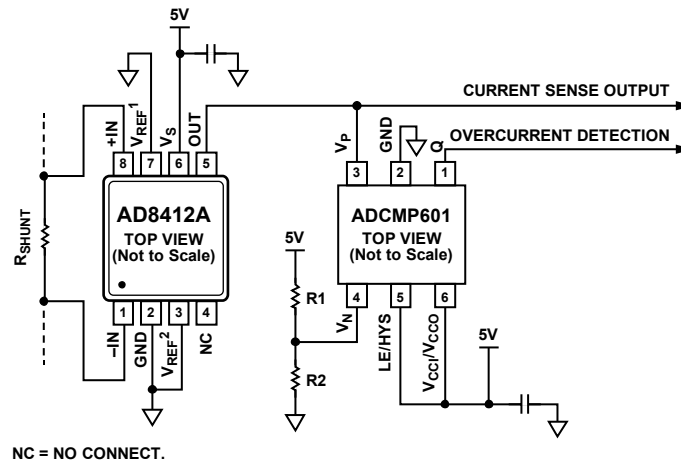 5V
+IN
VREF1
VS
OUT
8
7
6
5
AD8412A
TOP VIEW
(Not to Scale)
1
2
3
4
–IN
GND
VREF2
NC
RSHUNT
CURRENT SENSE OUTPUT
OVERCURRENT DETECTION
VP
GND
Q
3
2
1
ADCMP601
TOP VIEW
(Not to Scale)
4
5
6
VN
LE/HYS
VCCI/VCCO
5V
R1
R2
5V
NC = NO CONNECT.